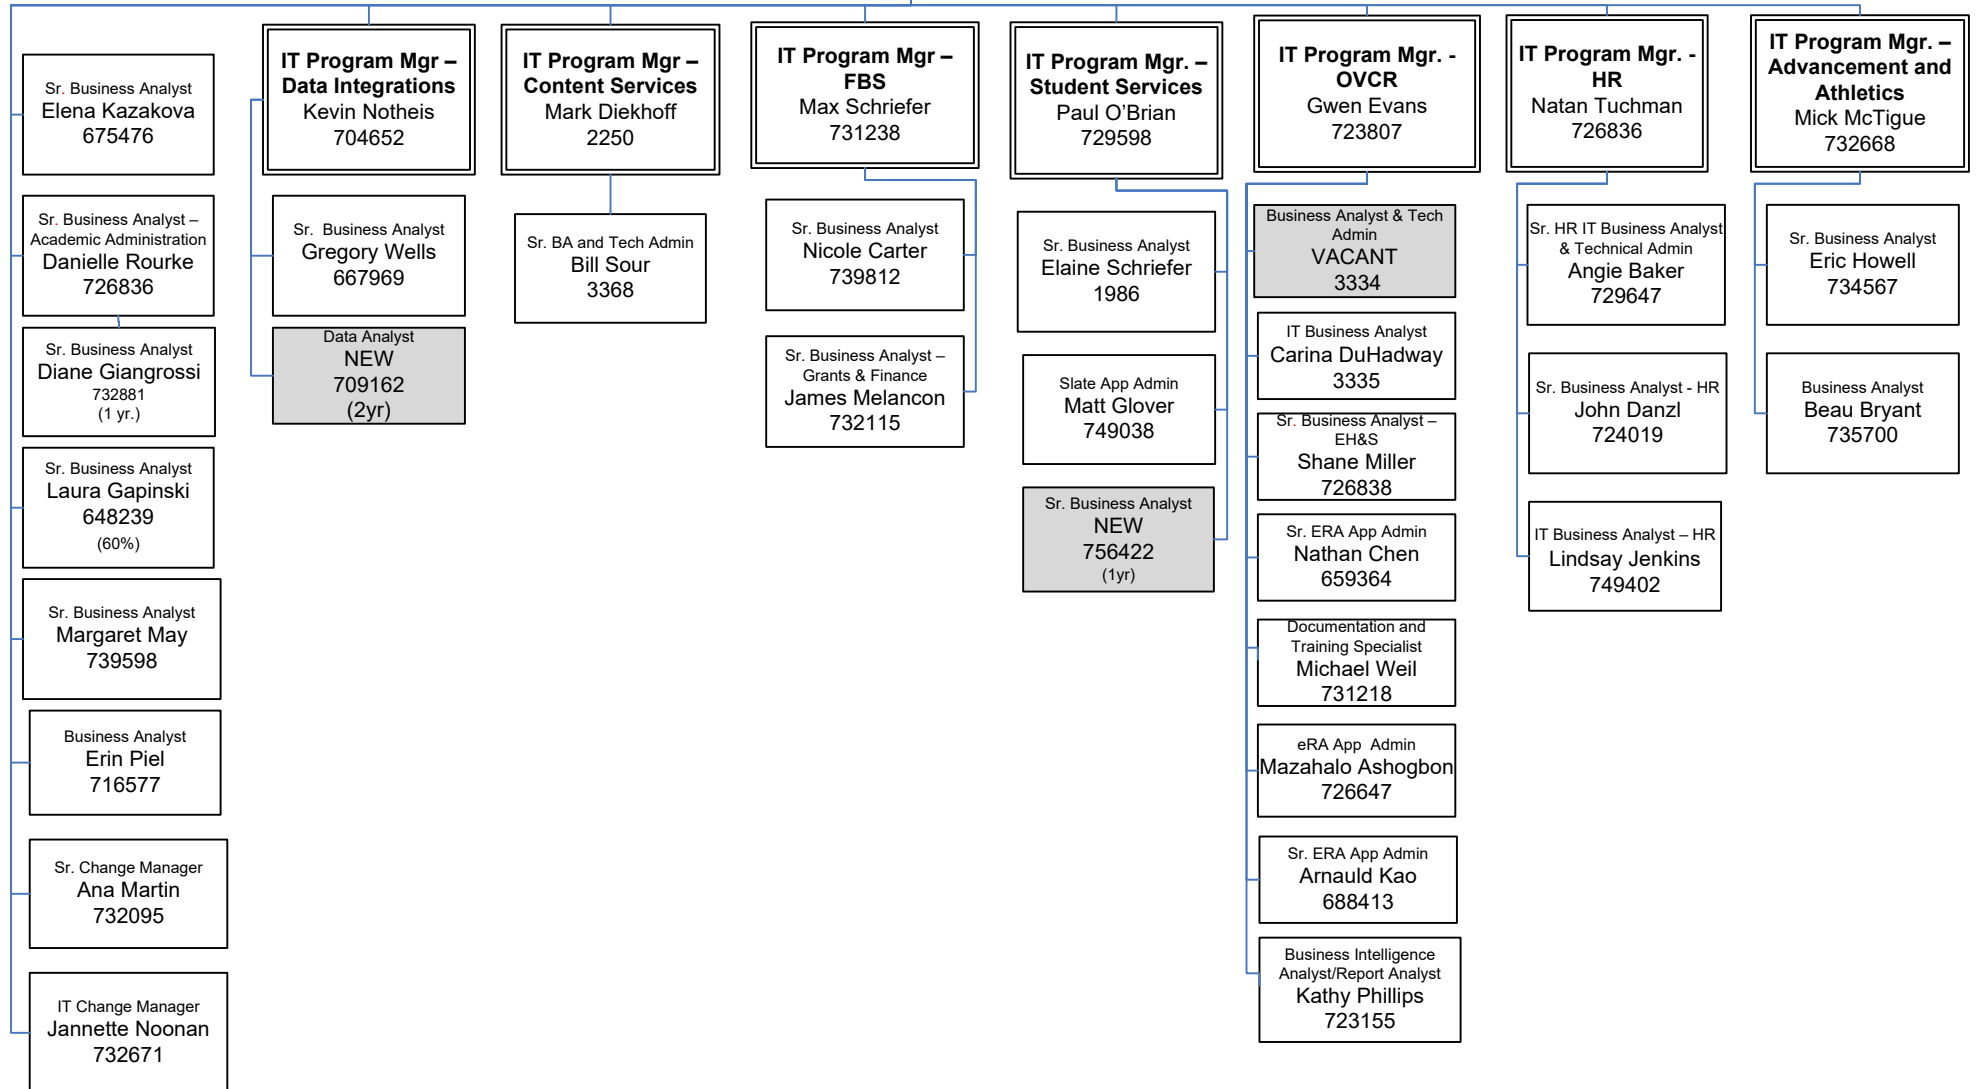 Sr. Business Analyst
Elena Kazakova
675476
Sr. Business Analyst –
Academic Administration
Danielle Rourke
726836
Sr. Business Analyst
Diane Giangrossi
732881
(1 yr.)
Sr. Business Analyst
Laura Gapinski
648239
(60%)
Sr. Business Analyst
Margaret May
739598
Business Analyst
Erin Piel
716577
Sr. Change Manager
Ana Martin
732095
IT Change Manager
Jannette Noonan
732671
IT Program Mgr –
Data Integrations
Kevin Notheis
704652
Sr.  Business Analyst
Gregory Wells
667969
Data Analyst
NEW
709162
(2yr)
IT Program Mgr –
Content Services
Mark Diekhoff
2250
Sr. BA and Tech Admin
Bill Sour
3368
IT Program Mgr –
FBS
Max Schriefer
731238
Sr. Business Analyst
Nicole Carter
739812
Sr. Business Analyst –
Grants & Finance
James Melancon
732115
IT Program Mgr. –
Student Services
Paul O’Brian
729598
Sr. Business Analyst
Elaine Schriefer
1986
Slate App Admin
Matt Glover
749038
Sr. Business Analyst
NEW
756422
(1yr)
IT Program Mgr. -
OVCR
Gwen Evans
723807
Business Analyst & Tech
Admin
VACANT
3334
IT Business Analyst
Carina DuHadway
3335
Sr. Business Analyst –
EH&S
Shane Miller
726838
Sr. ERA App Admin
Nathan Chen
659364
Documentation and
Training Specialist
Michael Weil
731218
eRA App  Admin
Mazahalo Ashogbon
726647
Sr. ERA App Admin
Arnauld Kao
688413
Business Intelligence
Analyst/Report Analyst
Kathy Phillips
723155
IT Program Mgr. -
HR
Natan Tuchman
726836
Sr. HR IT Business Analyst
& Technical Admin
Angie Baker
729647
Sr. Business Analyst - HR
John Danzl
724019
IT Business Analyst – HR
Lindsay Jenkins
749402
IT Program Mgr. –
Advancement and
Athletics
Mick McTigue
732668
Sr. Business Analyst
Eric Howell
734567
Business Analyst
Beau Bryant
735700